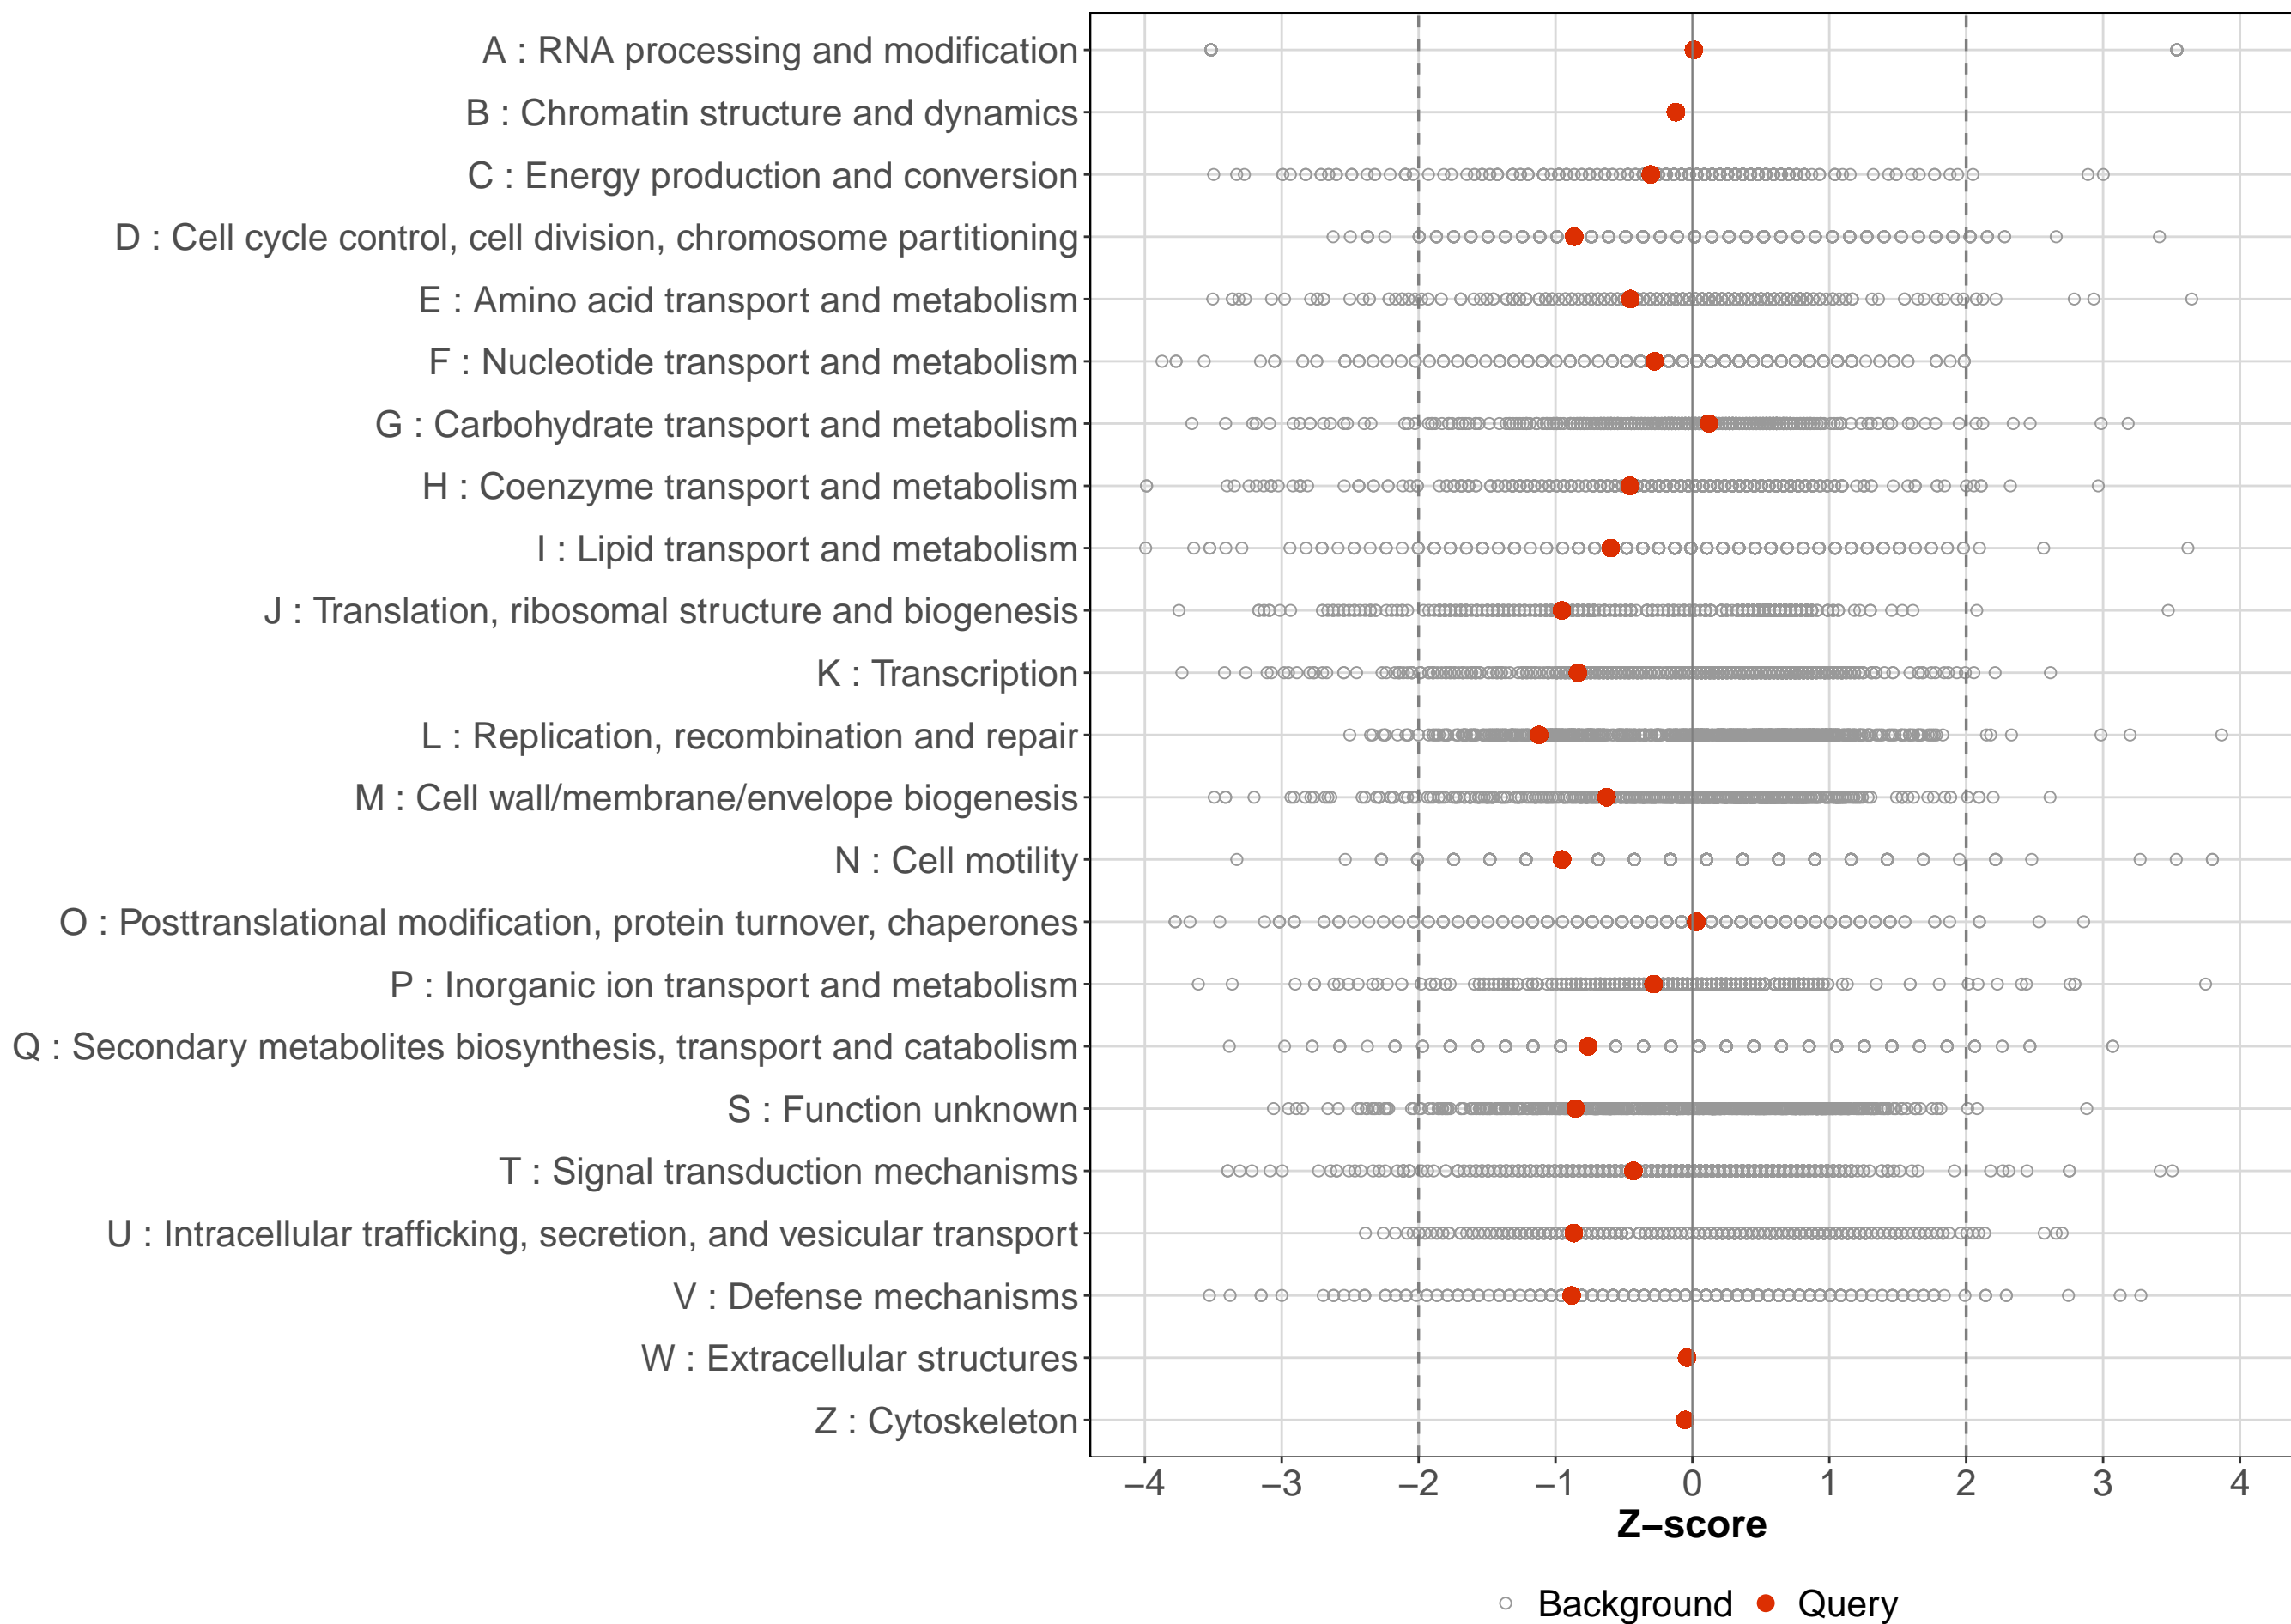 A : RNA processing and modification
B : Chromatin structure and dynamics
C : Energy production and conversion
D : Cell cycle control, cell division, chromosome partitioning
E : Amino acid transport and metabolism
F : Nucleotide transport and metabolism
G : Carbohydrate transport and metabolism
H : Coenzyme transport and metabolism
I : Lipid transport and metabolism
J : Translation, ribosomal structure and biogenesis
K : Transcription
L : Replication, recombination and repair
M : Cell wall/membrane/envelope biogenesis
N : Cell motility
O : Posttranslational modification, protein turnover, chaperones
P : Inorganic ion transport and metabolism
Q : Secondary metabolites biosynthesis, transport and catabolism
S : Function unknown
T : Signal transduction mechanisms
U : Intracellular trafficking, secretion, and vesicular transport
V : Defense mechanisms
W : Extracellular structures
Z : Cytoskeleton
−4 −3 −2 −1 0 1 2 3 4
Z−score
Background Query